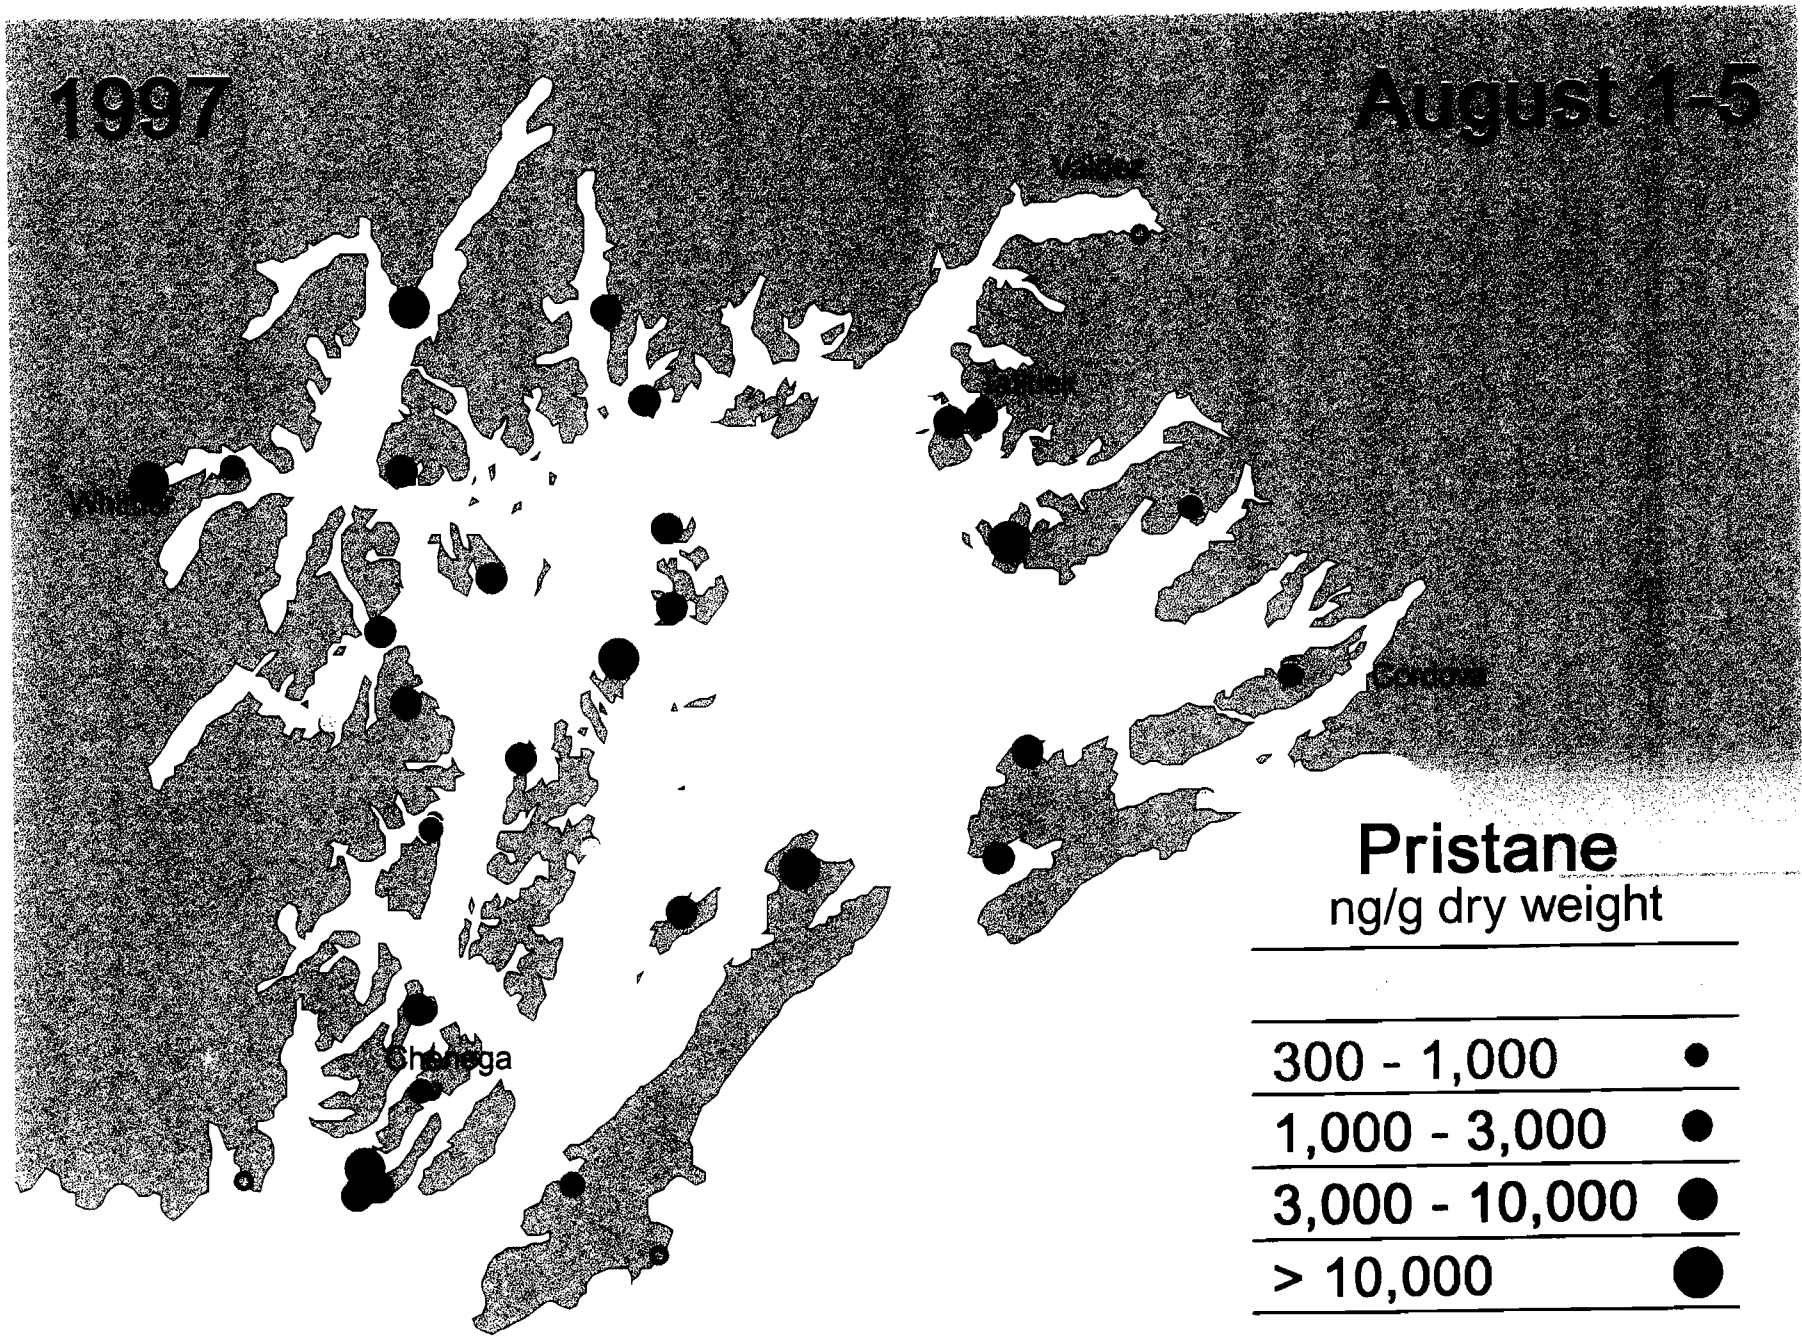 1997
August 1-5
Valdez
Tatitlek
Whittier
Cordova
Chenega
Pristane
ng/g dry weight
300 - 1,000
1,000 - 3,000
3,000 - 10,000
> 10,000